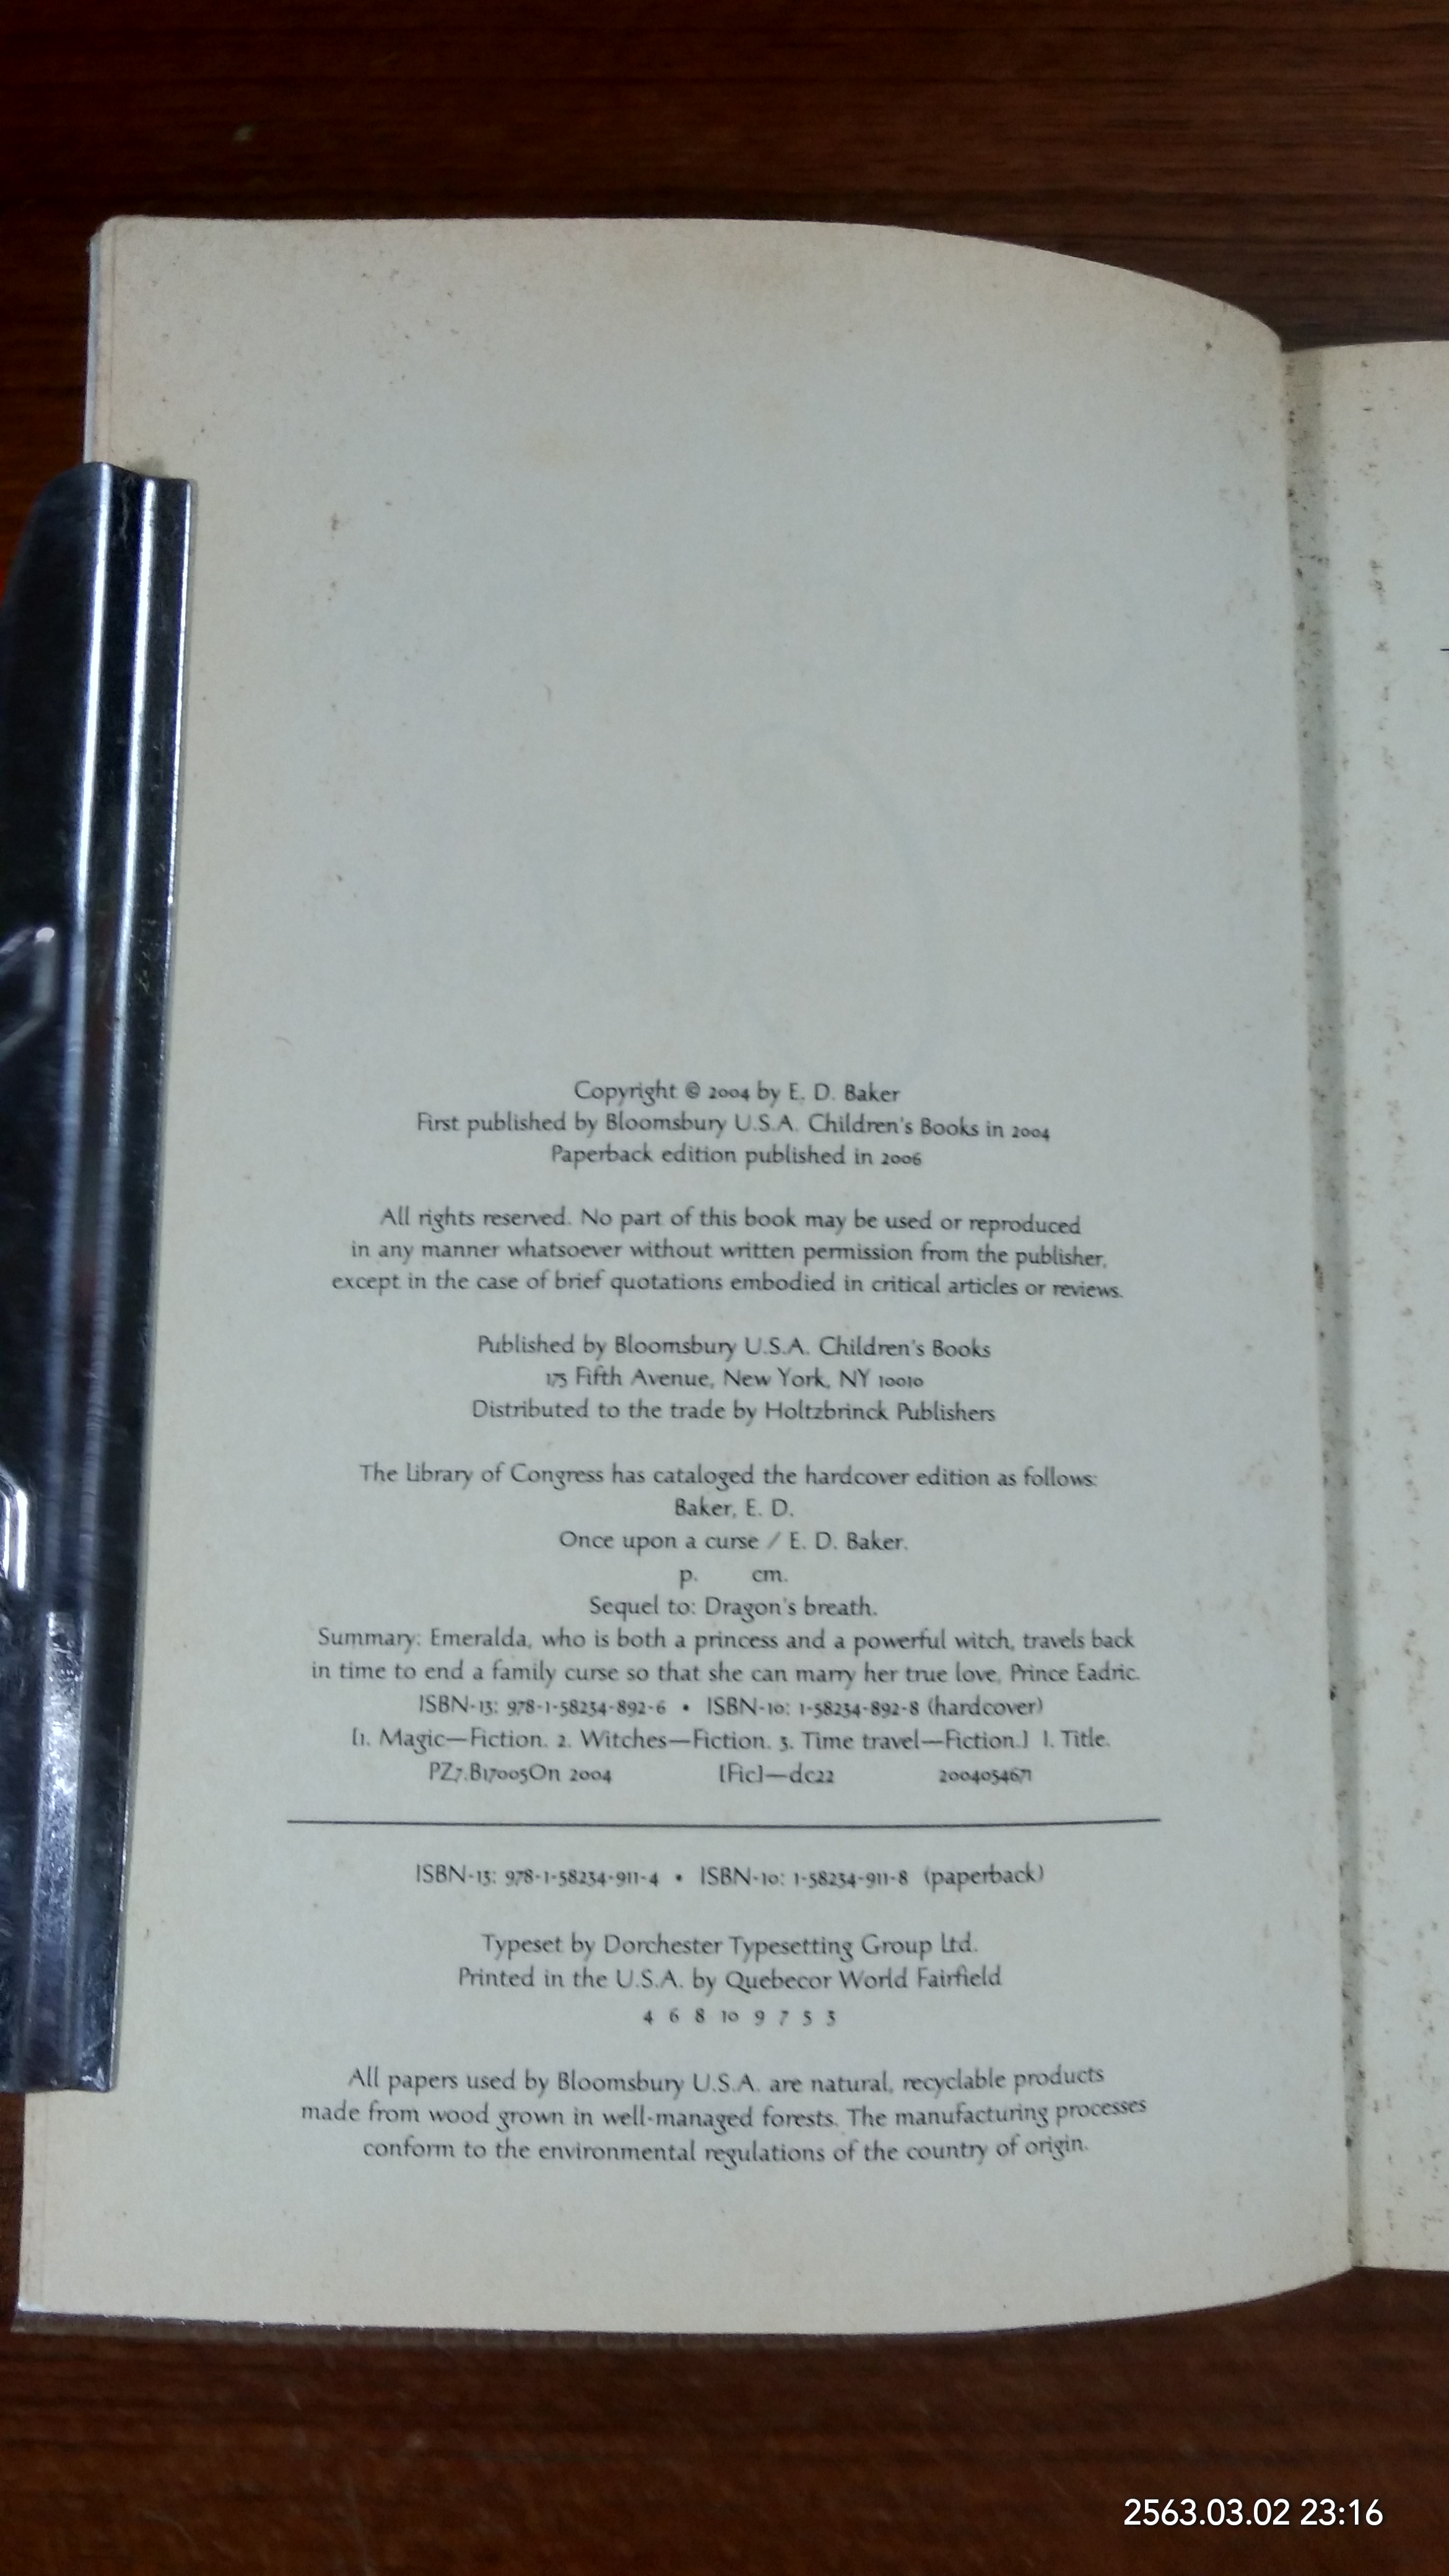 Copyright © 2004 by E. D. Baker
First published by Bloomsbury U.S.A. Children's Books in 2004
Paperback edition published in 2006
All rights reserved. No part of this book may be used or reproduced
in any manner whatsoever without written permission from the publisher,
except in the case of brief quotations embodied in critical articles or reviews.
Published by Bloomsbury U.S.A. Children's Books
175 Fifth Avenue, New York, NY 10010
Distributed to the trade by Holtzbrinck Publishers
The Library of Congress has cataloged the hardcover edition as follows:
Baker, E. D.
Once upon a curse / E. D. Baker.
p. cm.
Sequel to: Dragon's breath.
Summary: Emeralda, who is both a princess and a powerful witch, travels back
in time to end a family curse so that she can marry her true love, Prince Eadric.
ISBN-13: 978-1-58234-892-6 • ISBN-10: 1-58234-892-8 (hardcover)
[1. Magic—Fiction. 2. Witches—Fiction. 3. Time travel—Fiction.] I. Title.
PZ7.B17005On 2004 [Fic]—dc22 2004054671
ISBN-13: 978-1-58234-911-4 • ISBN-10: 1-58234-911-8 (paperback)
Typeset by Dorchester Typesetting Group Ltd.
Printed in the U.S.A. by Quebecor World Fairfield
4 6 8 10 9 7 5 3
All papers used by Bloomsbury U.S.A. are natural, recyclable products
made from wood grown in well-managed forests. The manufacturing processes
conform to the environmental regulations of the country of origin.
2563.03.02 23:16